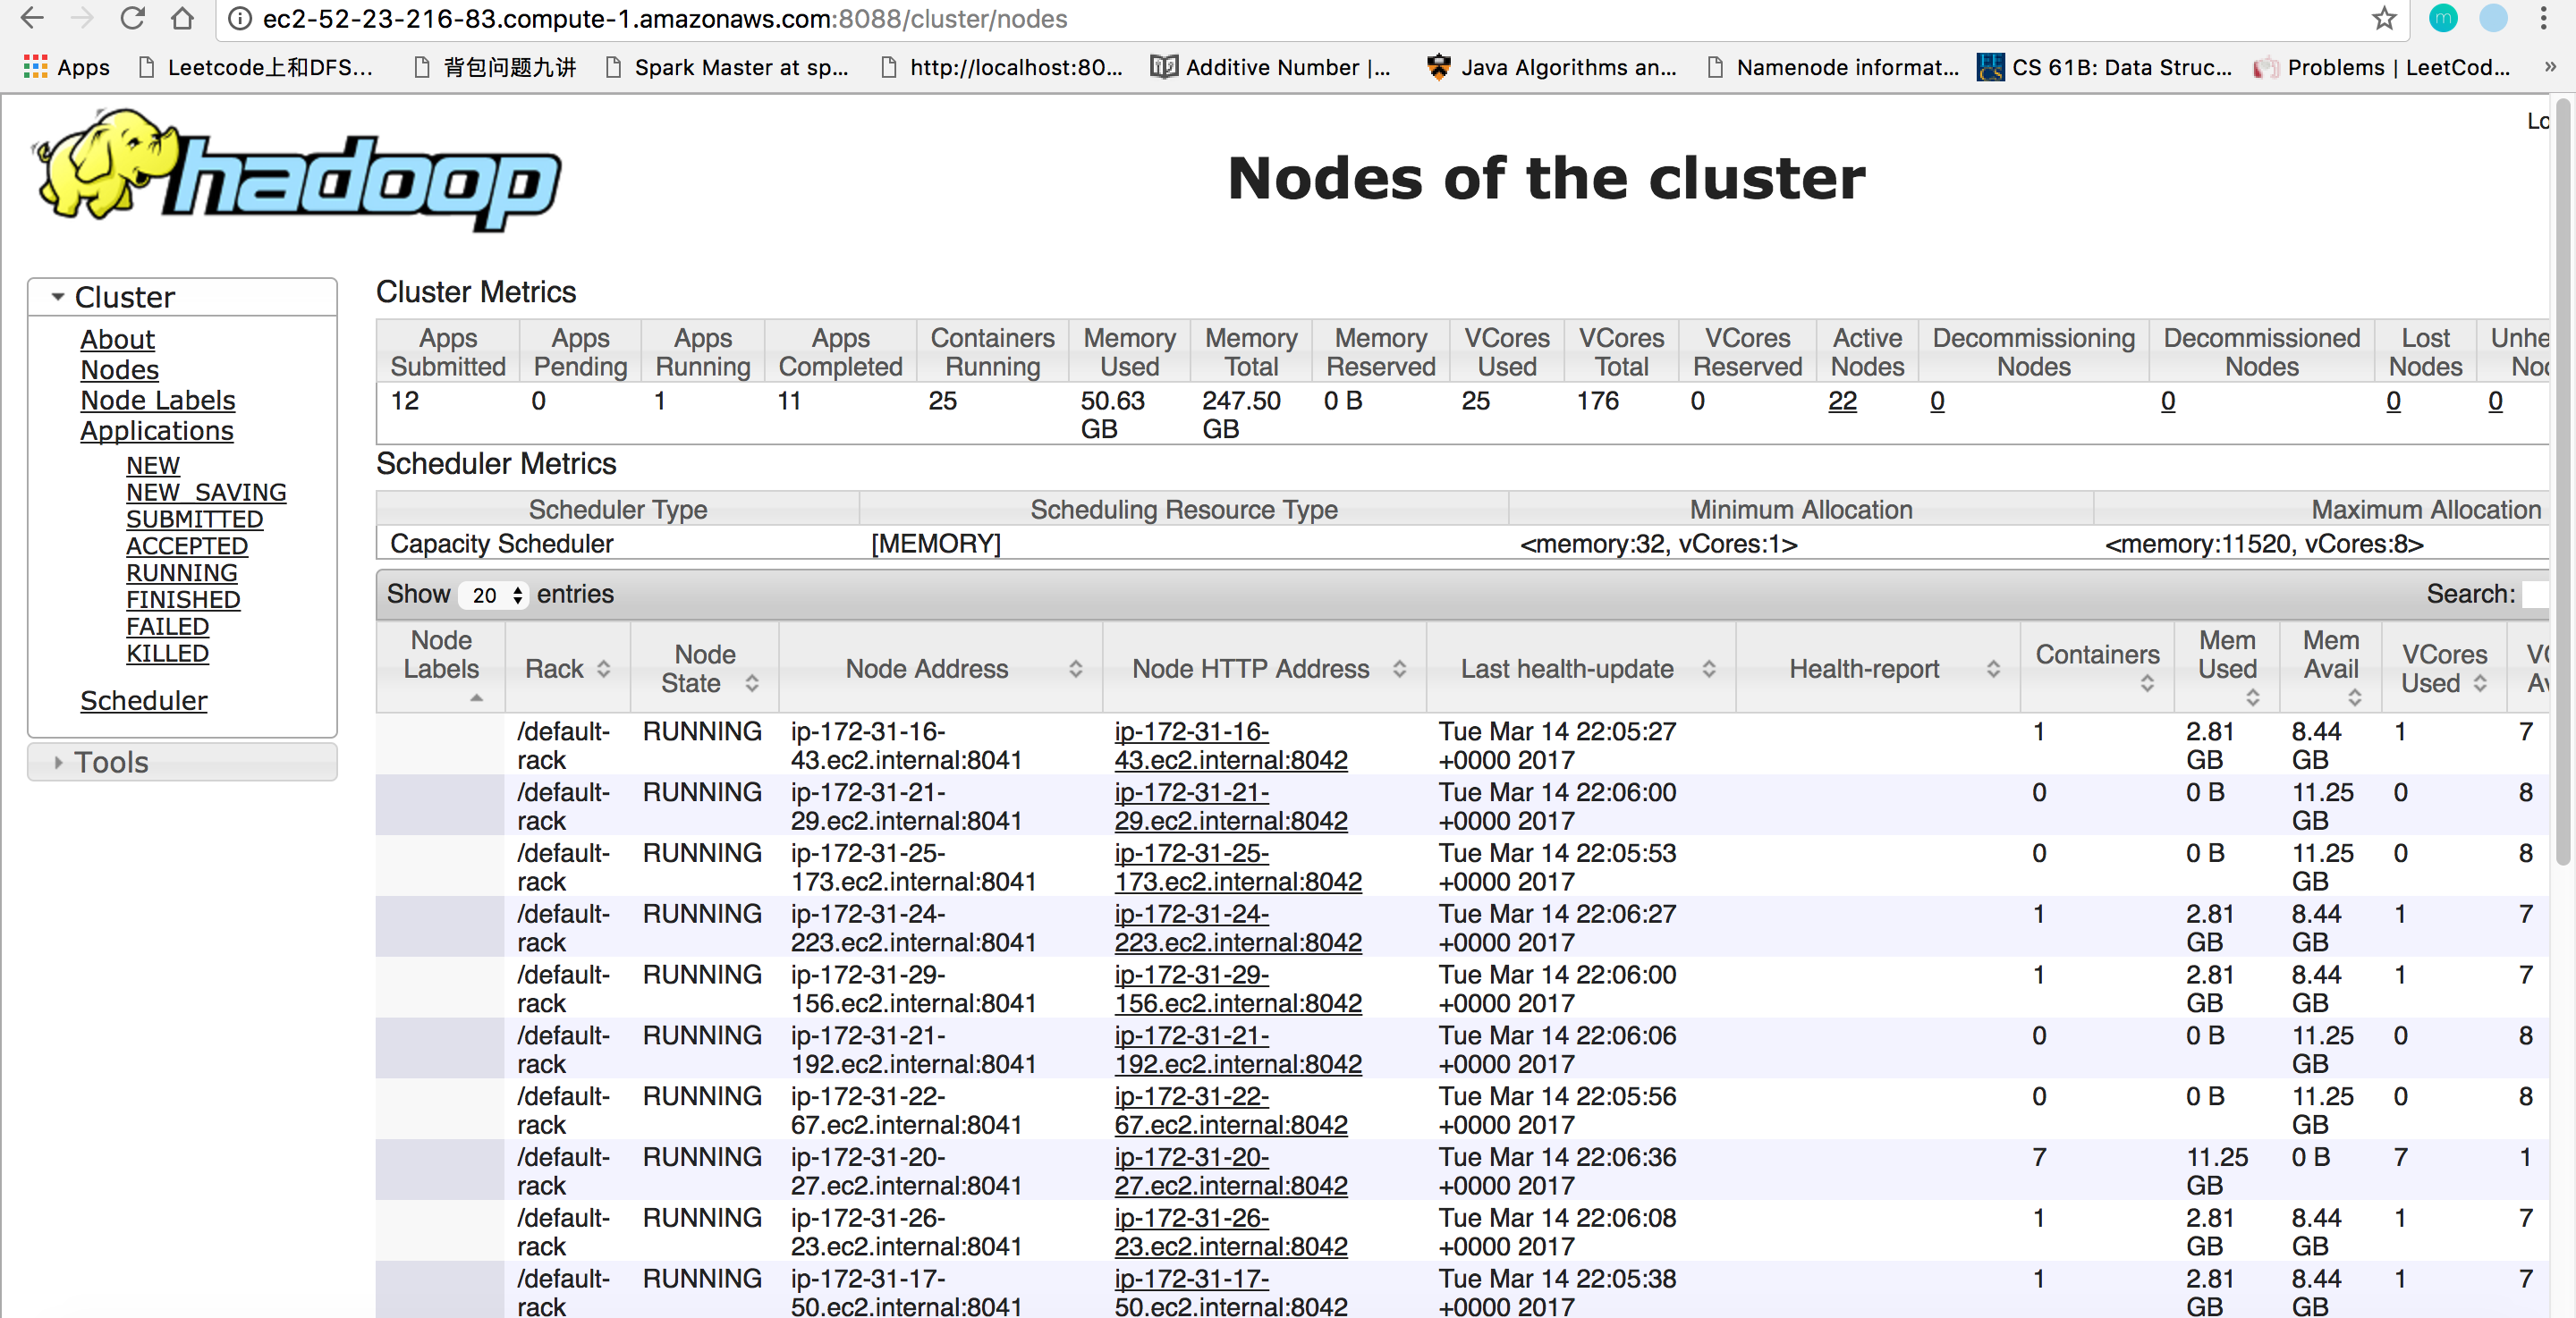 ec2-52-23-216-83.compute-1.amazonaws.com:8088/cluster/nodes
Apps Leetcode上和DFS... 背包问题九讲 Spark Master at sp... http://localhost:80... Additive Number |... Java Algorithms an... Namenode informat... CS 61B: Data Struc... Problems | LeetCod... »
hadoop
Nodes of the cluster
Cluster
About
Nodes
Node Labels
Applications
NEW
NEW_SAVING
SUBMITTED
ACCEPTED
RUNNING
FINISHED
FAILED
KILLED
Scheduler
Tools
Cluster Metrics
Apps Submitted Apps Pending Apps Running Apps Completed Containers Running Memory Used Memory Total Memory Reserved VCores Used VCores Total VCores Reserved Active Nodes Decommissioning Nodes Decommissioned Nodes Lost Nodes
12 0 1 11 25 50.63 GB 247.50 GB 0 B 25 176 0 22 0 0 0 0
Scheduler Metrics
Scheduler Type Scheduling Resource Type Minimum Allocation Maximum Allocation
Capacity Scheduler [MEMORY] <memory:32, vCores:1> <memory:11520, vCores:8>
Show 20 entries Search:
Node Labels Rack Node State Node Address Node HTTP Address Last health-update Health-report Containers Mem Used Mem Avail VCores Used
/default-rack RUNNING ip-172-31-16-43.ec2.internal:8041 ip-172-31-16-43.ec2.internal:8042 Tue Mar 14 22:05:27 +0000 2017 1 2.81 GB 8.44 GB 1 7
/default-rack RUNNING ip-172-31-21-29.ec2.internal:8041 ip-172-31-21-29.ec2.internal:8042 Tue Mar 14 22:06:00 +0000 2017 0 0 B 11.25 GB 0 8
/default-rack RUNNING ip-172-31-25-173.ec2.internal:8041 ip-172-31-25-173.ec2.internal:8042 Tue Mar 14 22:05:53 +0000 2017 0 0 B 11.25 GB 0 8
/default-rack RUNNING ip-172-31-24-223.ec2.internal:8041 ip-172-31-24-223.ec2.internal:8042 Tue Mar 14 22:06:27 +0000 2017 1 2.81 GB 8.44 GB 1 7
/default-rack RUNNING ip-172-31-29-156.ec2.internal:8041 ip-172-31-29-156.ec2.internal:8042 Tue Mar 14 22:06:00 +0000 2017 1 2.81 GB 8.44 GB 1 7
/default-rack RUNNING ip-172-31-21-192.ec2.internal:8041 ip-172-31-21-192.ec2.internal:8042 Tue Mar 14 22:06:06 +0000 2017 0 0 B 11.25 GB 0 8
/default-rack RUNNING ip-172-31-22-67.ec2.internal:8041 ip-172-31-22-67.ec2.internal:8042 Tue Mar 14 22:05:56 +0000 2017 0 0 B 11.25 GB 0 8
/default-rack RUNNING ip-172-31-20-27.ec2.internal:8041 ip-172-31-20-27.ec2.internal:8042 Tue Mar 14 22:06:36 +0000 2017 7 11.25 GB 0 B 7 1
/default-rack RUNNING ip-172-31-26-23.ec2.internal:8041 ip-172-31-26-23.ec2.internal:8042 Tue Mar 14 22:06:08 +0000 2017 1 2.81 GB 8.44 GB 1 7
/default-rack RUNNING ip-172-31-17-50.ec2.internal:8041 ip-172-31-17-50.ec2.internal:8042 Tue Mar 14 22:05:38 +0000 2017 1 2.81 GB 8.44 GB 1 7